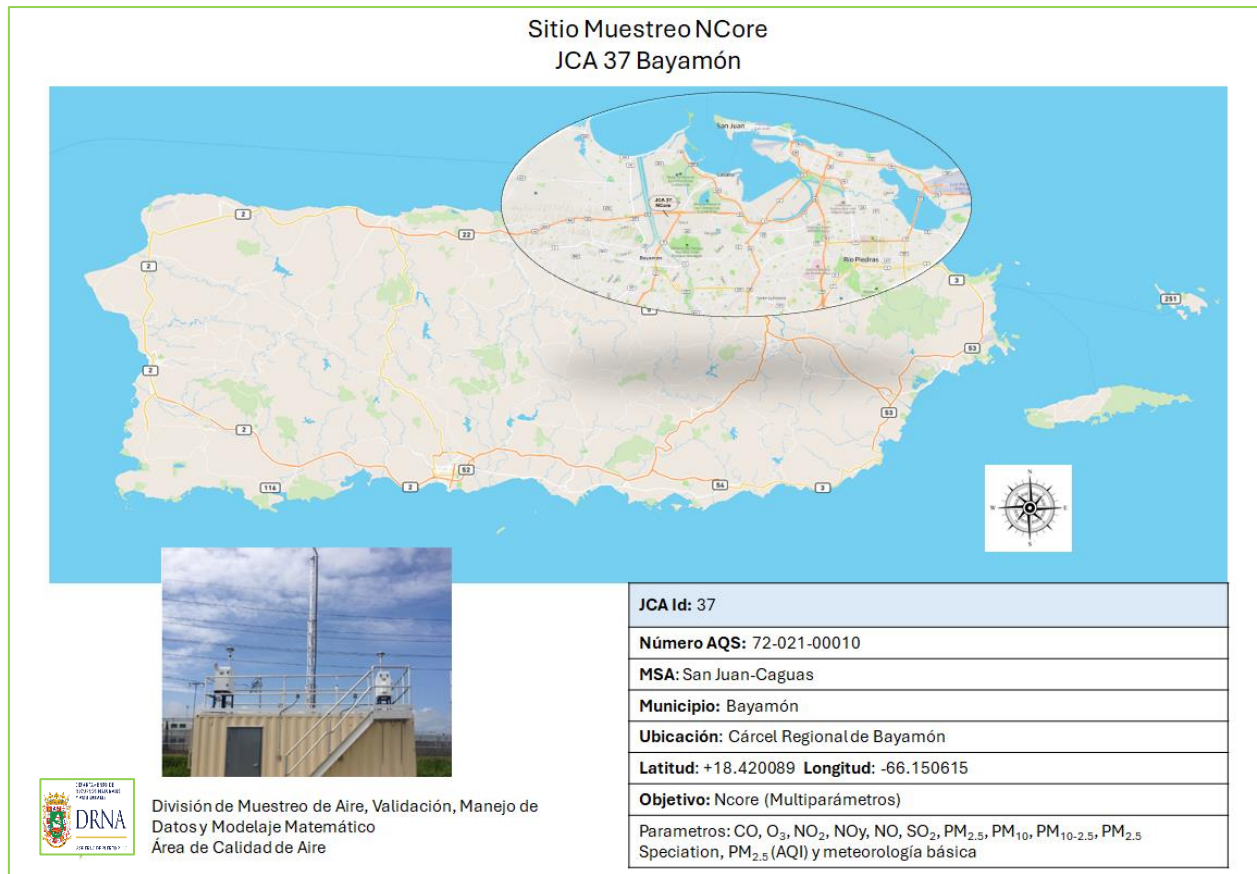 Sitio Muestreo NCore
JCA 37 Bayamón
San Juan
JCA 37
NCore
Bayamón
Río Piedras
2
22
2
3
251
53
2
53
2
52
116
2
54
3
N
W
E
S
JCA Id: 37
Número AQS: 72-021-00010
MSA: San Juan-Caguas
Municipio: Bayamón
Ubicación: Cárcel Regional de Bayamón
Latitud: +18.420089 Longitud: -66.150615
Objetivo: Ncore (Multiparámetros)
Parametros: CO, O₃, NO₂, NOy, NO, SO₂, PM₂.₅, PM₁₀, PM₁₀₋₂.₅, PM₂.₅
Speciation, PM₂.₅ (AQI) y meteorología básica
DRNA
División de Muestreo de Aire, Validación, Manejo de
Datos y Modelaje Matemático
Área de Calidad de Aire